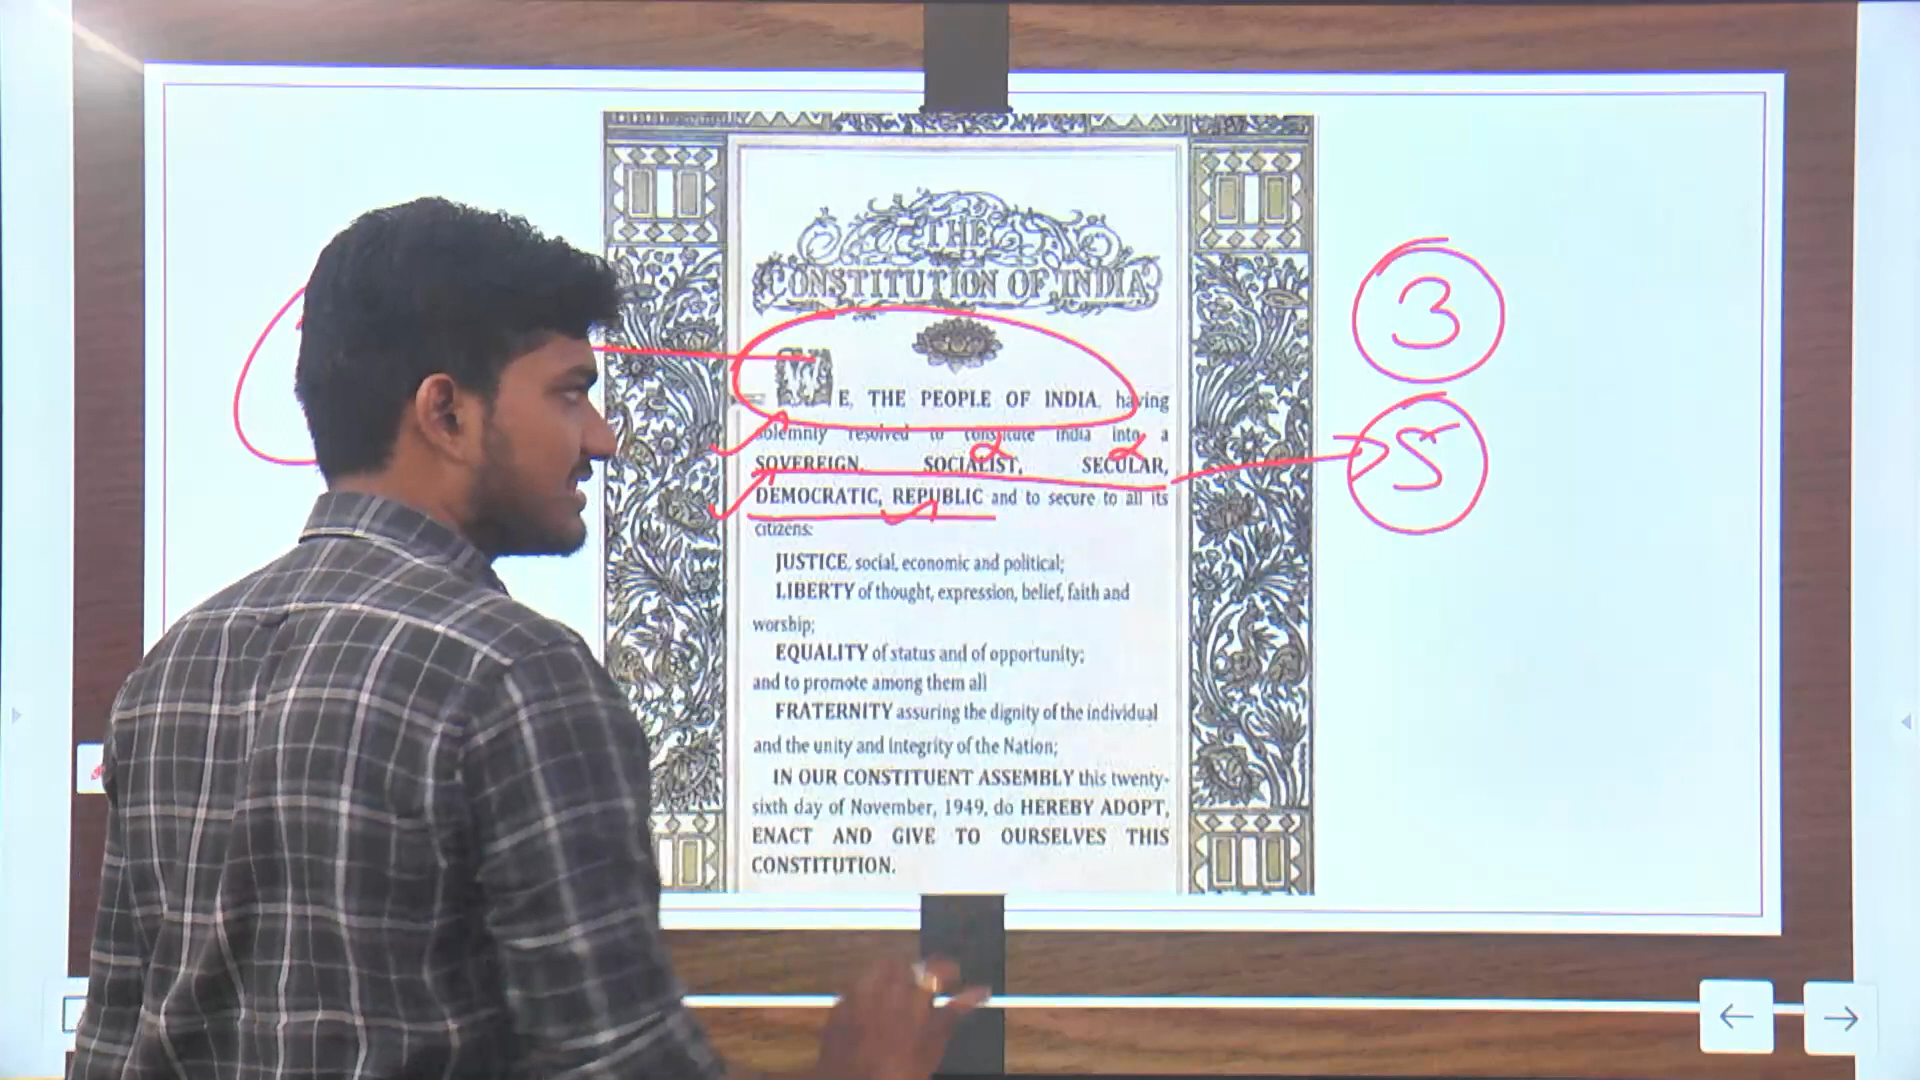 THE
CONSTITUTION OF INDIA
WE, THE PEOPLE OF INDIA, having
solemnly resolved to constitute India into a
SOVEREIGN, SOCIALIST, SECULAR,
DEMOCRATIC, REPUBLIC and to secure to all its
citizens:
JUSTICE, social, economic and political;
LIBERTY of thought, expression, belief, faith and
worship;
EQUALITY of status and of opportunity;
and to promote among them all
FRATERNITY assuring the dignity of the individual
and the unity and integrity of the Nation;
IN OUR CONSTITUENT ASSEMBLY this twenty-
sixth day of November, 1949, do HEREBY ADOPT,
ENACT AND GIVE TO OURSELVES THIS
CONSTITUTION.
3
5